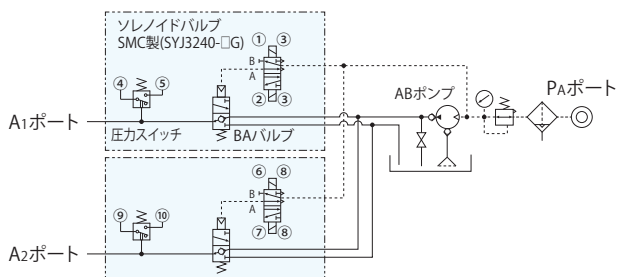 ソレノイドバルブ
SMC製(SYJ3240-□G)
① ③
B
A
② ③
④ ⑤
A1ポート
圧力スイッチ
BAバルブ
ABポンプ
PAポート
⑥ ⑧
B
A
⑦ ⑧
⑨ ⑩
A2ポート